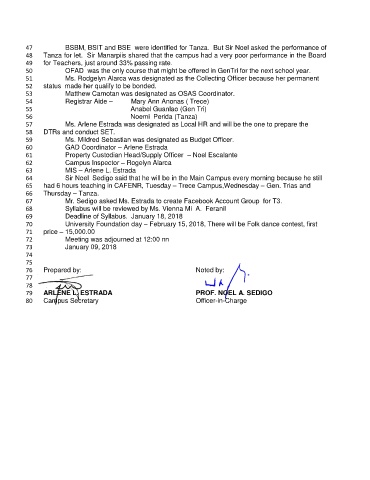 47 BSBM, BSIT and BSE were identified for Tanza. But Sir Noel asked the performance of
48 Tanza for let. Sir Manarpiis shared that the campus had a very poor performance in the Board
49 for Teachers, just around 33% passing rate.
50 OFAD was the only course that might be offered in GenTri for the next school year.
51 Ms. Rodgelyn Alarca was designated as the Collecting Officer because her permanent
52 status made her qualify to be bonded.
53 Matthew Camotan was designated as OSAS Coordinator.
54 Registrar Aide – Mary Ann Anonas ( Trece)
55 Anabel Guanlao (Gen Tri)
56 Noemi Perida (Tanza)
57 Ms. Arlene Estrada was designated as Local HR and will be the one to prepare the
58 DTRs and conduct SET.
59 Ms. Mildred Sebastian was designated as Budget Officer.
60 GAD Coordinator – Arlene Estrada
61 Property Custodian Head/Supply Officer – Noel Escalante
62 Campus Inspector – Rogelyn Alarca
63 MIS – Arlene L. Estrada
64 Sir Noel Sedigo said that he will be in the Main Campus every morning because he still
65 had 6 hours teaching in CAFENR, Tuesday – Trece Campus,Wednesday – Gen. Trias and
66 Thursday – Tanza.
67 Mr. Sedigo asked Ms. Estrada to create Facebook Account Group for T3.
68 Syllabus will be reviewed by Ms. Vienna Mi A. Feranil
69 Deadline of Syllabus. January 18, 2018
70 University Foundation day – February 15, 2018, There will be Folk dance contest, first
71 price – 15,000.00
72 Meeting was adjourned at 12:00 nn
73 January 09, 2018
74
75
76 Prepared by: Noted by:
77
78
79 ARLENE L. ESTRADA PROF. NOEL A. SEDIGO
80 Campus Secretary Officer-in-Charge